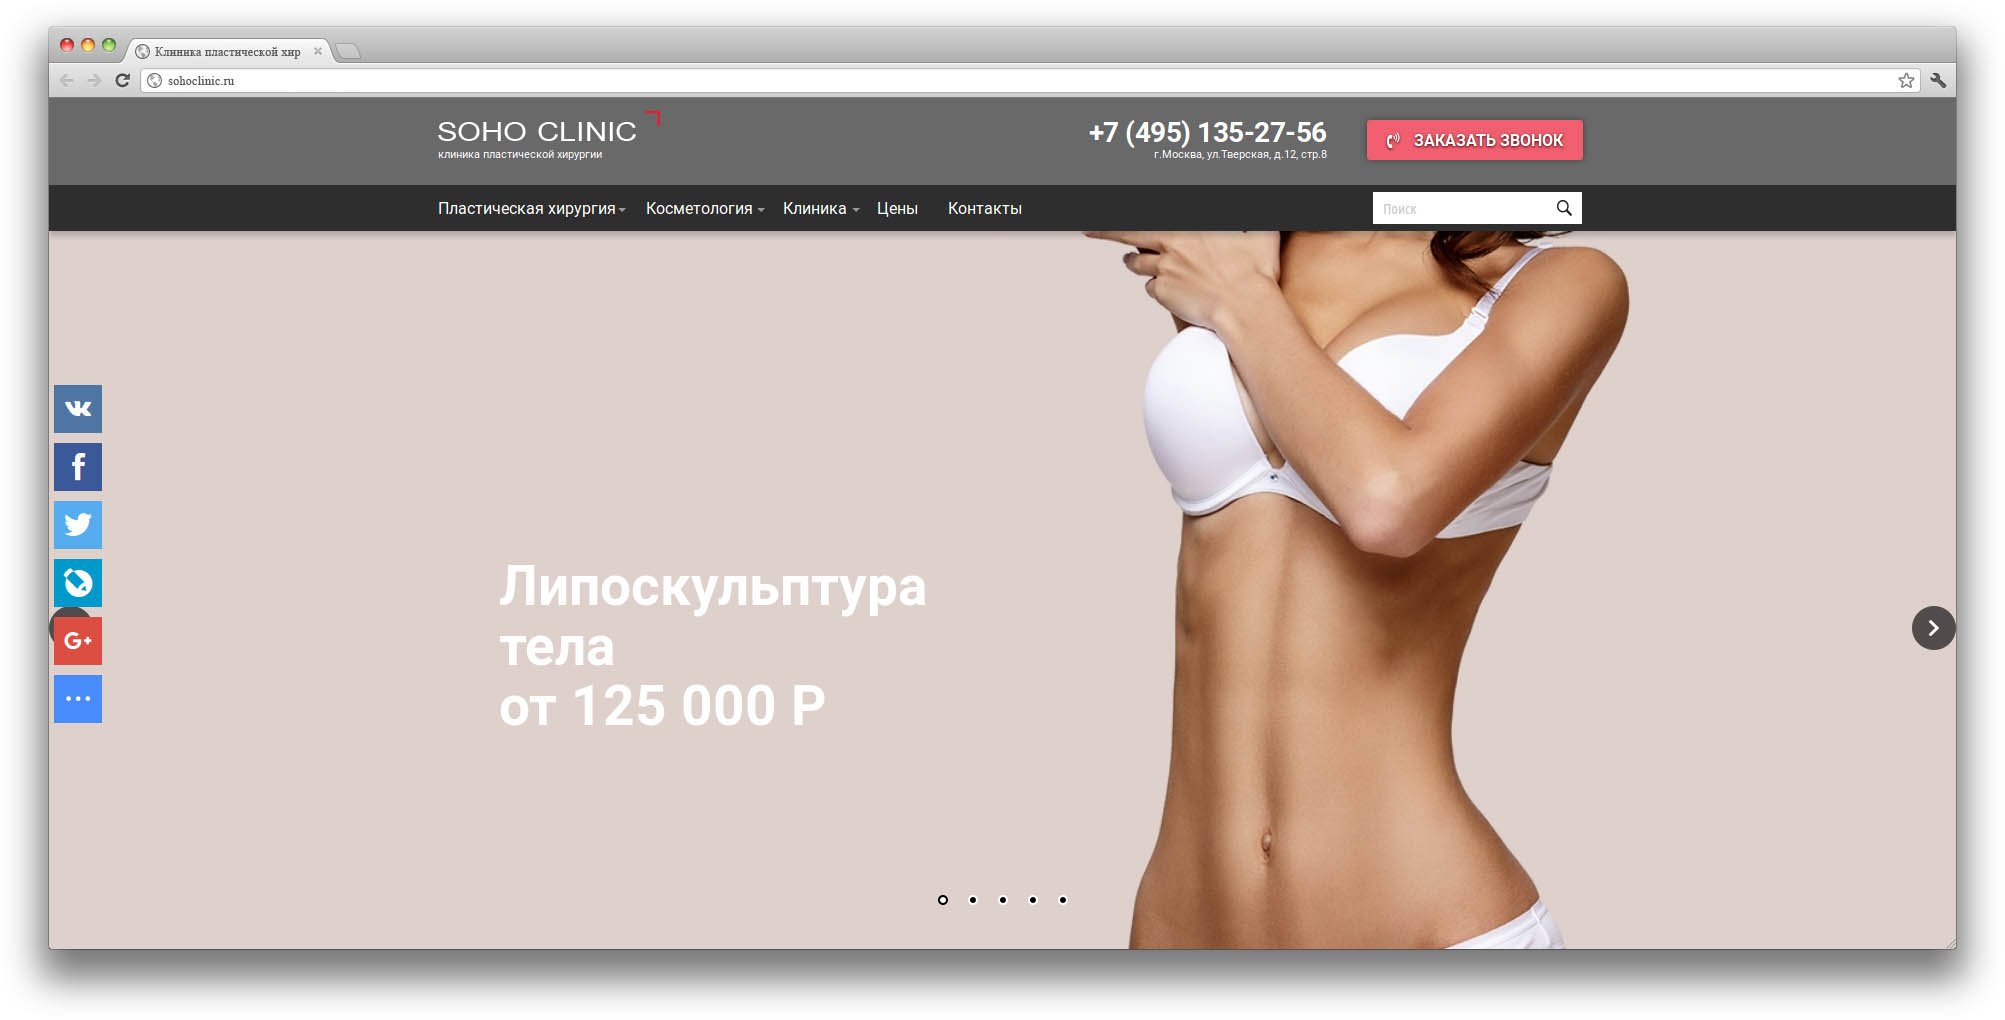 Клиника пластической хир
sohoclinic.ru
SOHO CLINIC
клиника пластической хирургии
+7 (495) 135-27-56
г.Москва, ул.Тверская, д.12, стр.8
ЗАКАЗАТЬ ЗВОНОК
Пластическая хирургия Косметология Клиника Цены Контакты
Поиск
Липоскульптура
тела
от 125 000 Р
G+